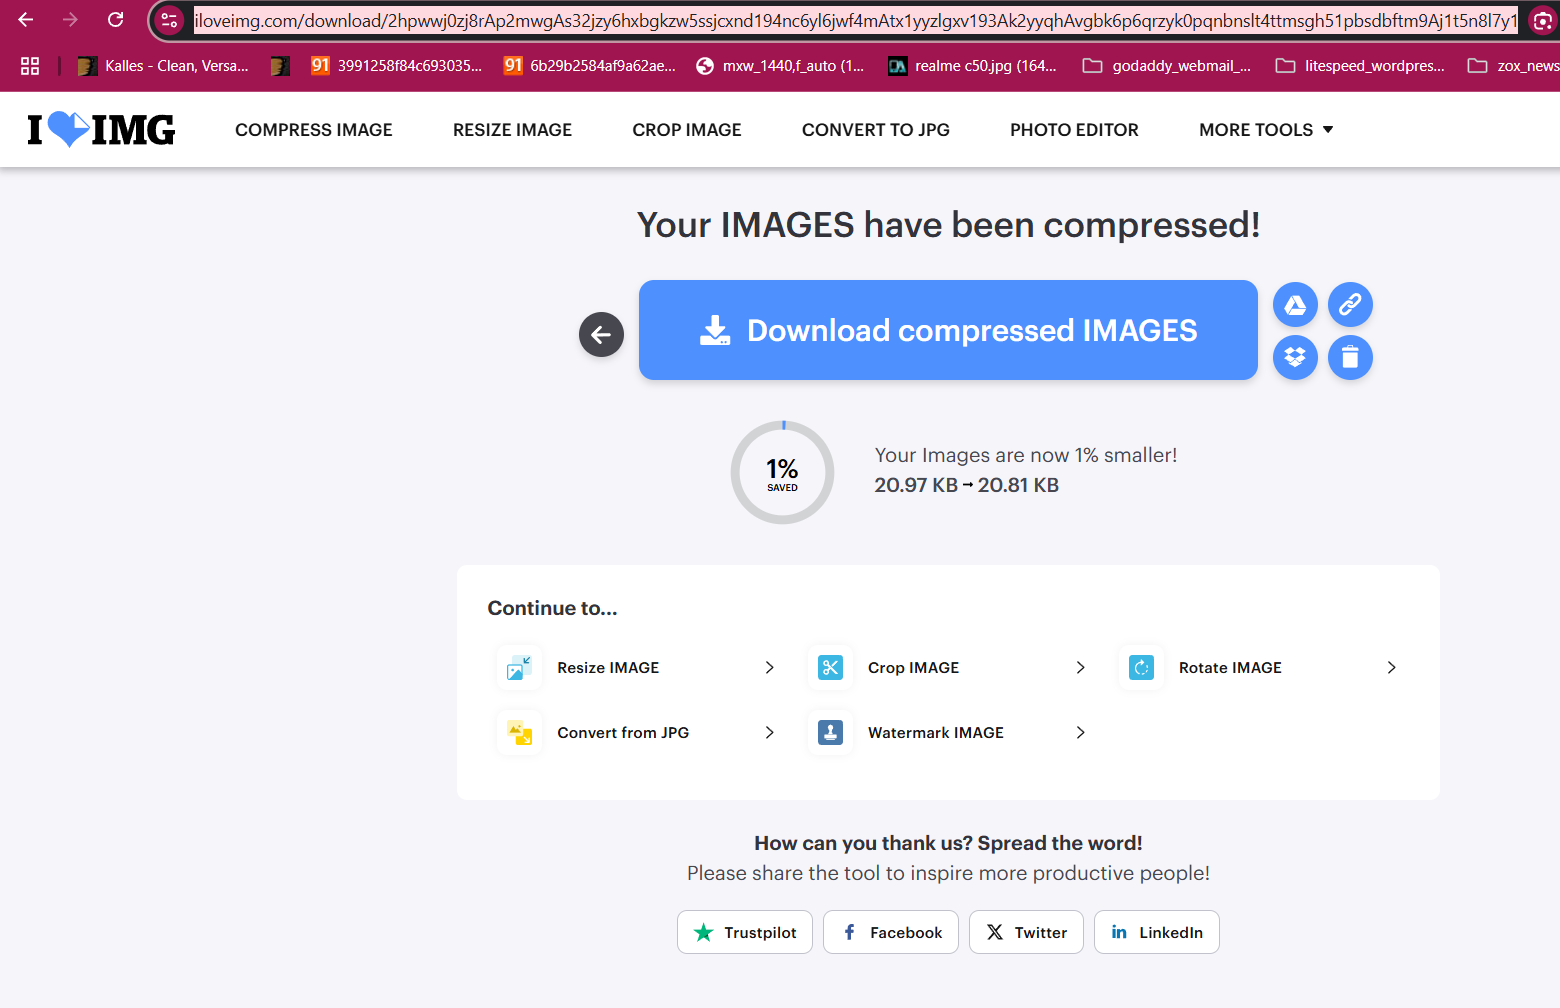 iloveimg.com/download/2hpwwj0zj8rAp2mwgAs32jzy6hxbgkzw5ssjcxnd194nc6yl6jwf4mAtx1yyzlgxv193Ak2yyqhAvgbk6p6qrzyk0pqnbnslt4ttmsgh51pbsdbftm9Aj1t5n8l7y1
Kalles - Clean, Versa... 91 3991258f84c693035... 91 6b29b2584af9a62ae... mxw_1440,f_auto (1... realme c50.jpg (164... godaddy_webmail_... litespeed_wordpres... zox_news
I IMG COMPRESS IMAGE RESIZE IMAGE CROP IMAGE CONVERT TO JPG PHOTO EDITOR MORE TOOLS
Your IMAGES have been compressed!
Download compressed IMAGES
1%
SAVED
Your Images are now 1% smaller!
20.97 KB → 20.81 KB
Continue to...
Resize IMAGE Crop IMAGE Rotate IMAGE
Convert from JPG Watermark IMAGE
How can you thank us? Spread the word!
Please share the tool to inspire more productive people!
Trustpilot Facebook Twitter LinkedIn